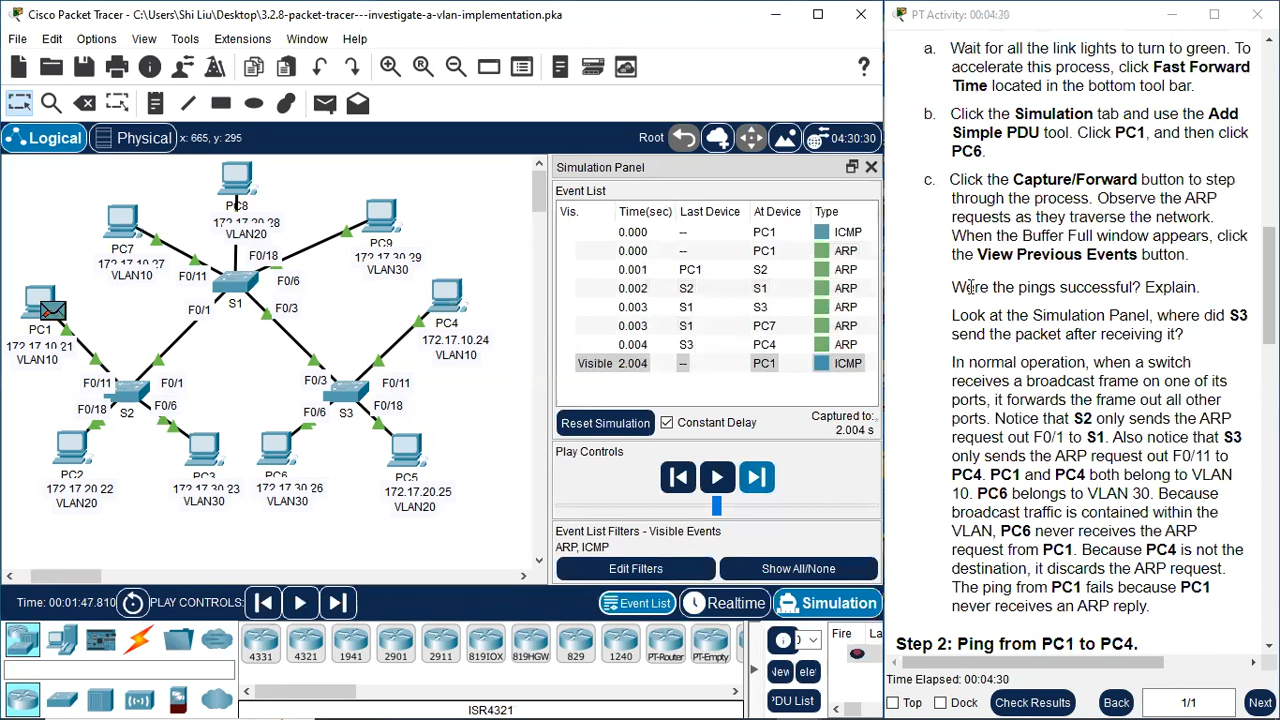 Cisco Packet Tracer - C:\Users\Shi Liu\Desktop\3.2.8-packet-tracer---investigate-a-vlan-implementation.pka
File Edit Options View Tools Extensions Window Help
Logical Physical x: 665, y: 295 Root 04:30:30
PC8
172.17.20.28
VLAN20
PC7
172.17.10.27
VLAN10
PC9
172.17.30.29
VLAN30
F0/18
F0/11
F0/6
S1
F0/1
F0/3
PC1
172.17.10.21
VLAN10
PC4
172.17.10.24
VLAN10
F0/11
F0/1
F0/3
F0/11
S2
S3
F0/18
F0/6
F0/6
F0/18
PC2
172.17.20.22
VLAN20
PC3
172.17.30.23
VLAN30
PC6
172.17.30.26
VLAN30
PC5
172.17.20.25
VLAN20
Simulation Panel
Event List
Vis. Time(sec) Last Device At Device Type
0.000 -- PC1 ICMP
0.000 -- PC1 ARP
0.001 PC1 S2 ARP
0.002 S2 S1 ARP
0.003 S1 S3 ARP
0.003 S1 PC7 ARP
0.004 S3 PC4 ARP
Visible 2.004 -- PC1 ICMP
Reset Simulation Constant Delay Captured to:
2.004 s
Play Controls
Event List Filters - Visible Events
ARP, ICMP
Edit Filters Show All/None
Time: 00:01:47.810 PLAY CONTROLS: Event List Realtime Simulation
4331 4321 1941 2901 2911 819IOX 819HGW 829 1240 PT-Router PT-Empty
ISR4321
0 Fire La
New
PDU List
PT Activity: 00:04:30
a. Wait for all the link lights to turn to green. To
accelerate this process, click Fast Forward
Time located in the bottom tool bar.
b. Click the Simulation tab and use the Add
Simple PDU tool. Click PC1, and then click
PC6.
c. Click the Capture/Forward button to step
through the process. Observe the ARP
requests as they traverse the network.
When the Buffer Full window appears, click
the View Previous Events button.
Were the pings successful? Explain.
Look at the Simulation Panel, where did S3
send the packet after receiving it?
In normal operation, when a switch
receives a broadcast frame on one of its
ports, it forwards the frame out all other
ports. Notice that S2 only sends the ARP
request out F0/1 to S1. Also notice that S3
only sends the ARP request out F0/11 to
PC4. PC1 and PC4 both belong to VLAN
10. PC6 belongs to VLAN 30. Because
broadcast traffic is contained within the
VLAN, PC6 never receives the ARP
request from PC1. Because PC4 is not the
destination, it discards the ARP request.
The ping from PC1 fails because PC1
never receives an ARP reply.
Step 2: Ping from PC1 to PC4.
Time Elapsed: 00:04:30
Top Dock Check Results Back 1/1 Next